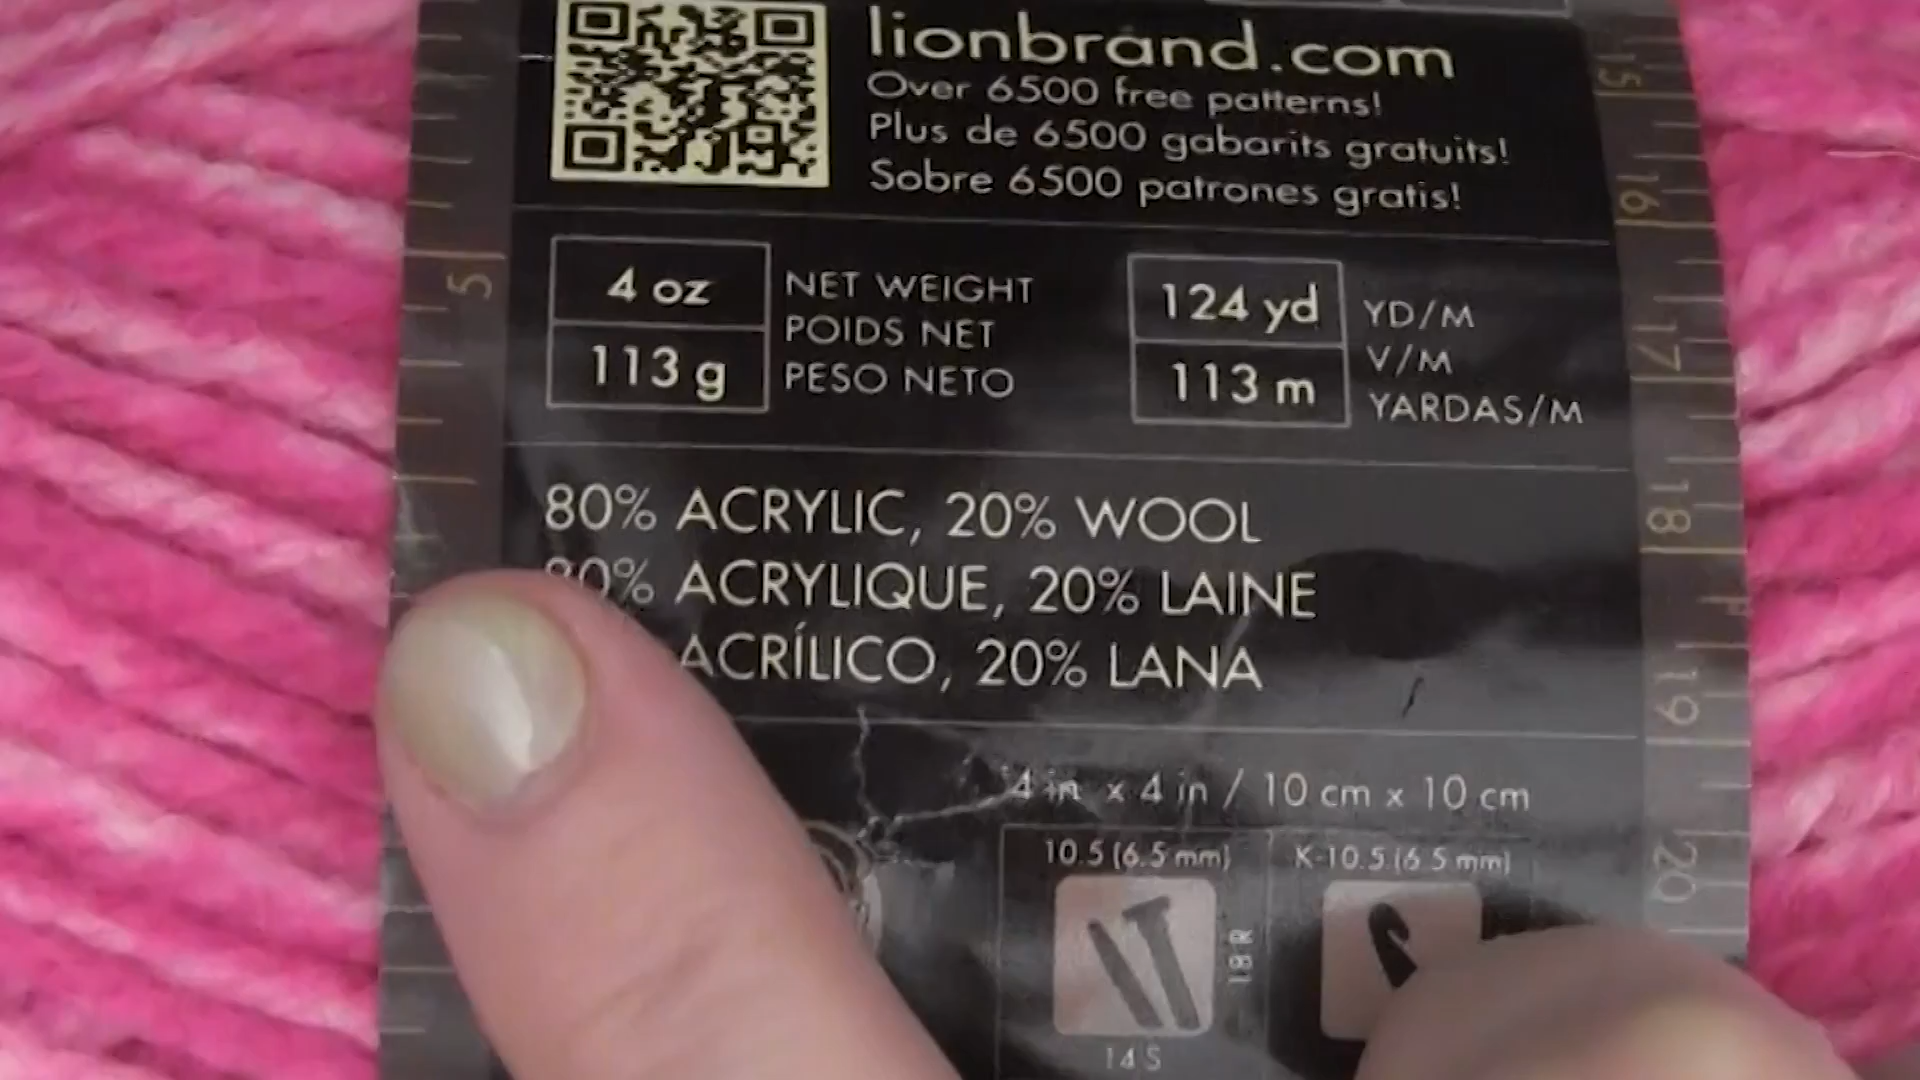 lionbrand.com
Over 6500 free patterns!
Plus de 6500 gabarits gratuits!
Sobre 6500 patrones gratis!
4 oz
113 g
NET WEIGHT
POIDS NET
PESO NETO
124 yd
113 m
YD/M
V/M
YARDAS/M
80% ACRYLIC, 20% WOOL
80% ACRYLIQUE, 20% LAINE
ACRÍLICO, 20% LANA
4 in x 4 in / 10 cm x 10 cm
10.5 (6.5 mm)
K-10.5 (6.5 mm)
18 R
14 S
5
15
16
17
18
19
20